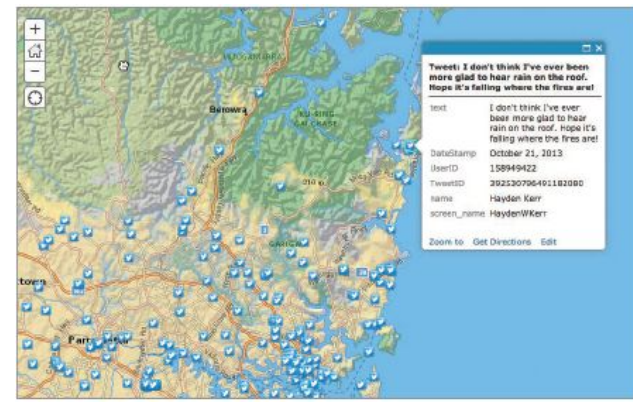 Tweet: I don't think I've ever been
more glad to hear rain on the roof.
Hope it's falling where the fires are!
text I don't think I've ever
been more glad to hear
rain on the roof. Hope it's
falling where the fires are!
DateStamp October 21, 2013
UserID 158949422
TweetID 392530796491182080
name Hayden Kerr
screen_name HaydenWKerr
Zoom to Get Directions Edit
Berowra
GARIGAL